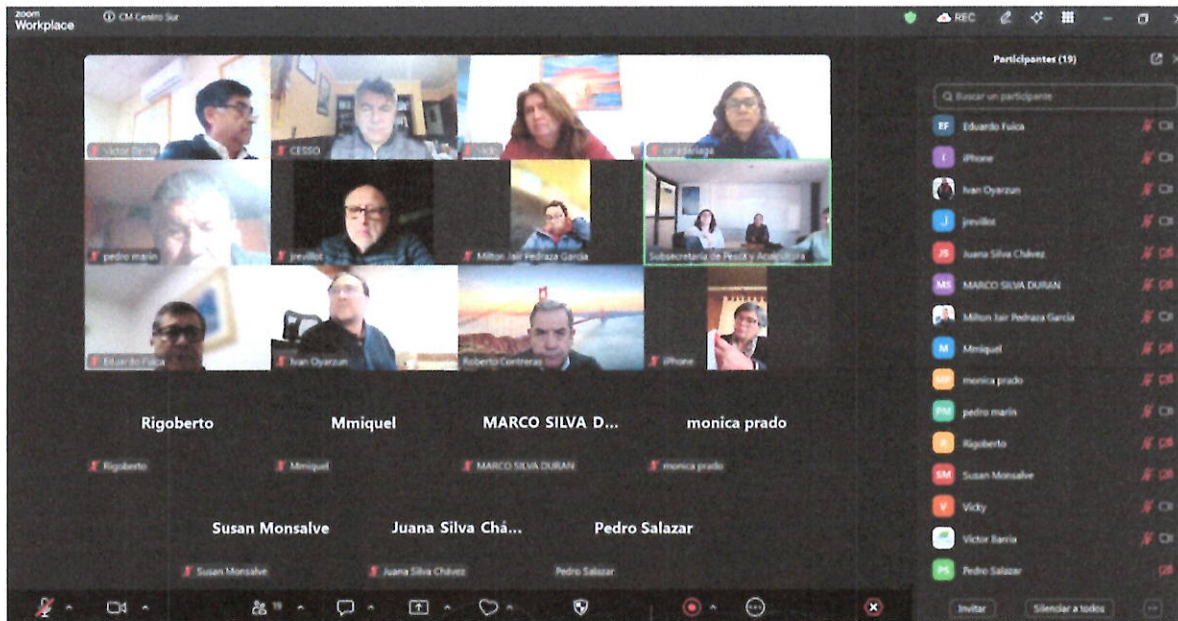 zoom
Workplace
CM-Centro Sur
REC
Participantes (19)
Buscar un participante
CESSO
Vicky
pedro marin
jrevillot
Milton Jair Pedraza Garcia
Subsecretaría de Pesca y Acuicultura
Eduardo Fuica
Ivan Oyarzun
Roberto Contreras
iPhone
Rigoberto
Mmiquel
MARCO SILVA D...
monica prado
Rigoberto
Mmiquel
MARCO SILVA DURAN
monica prado
Susan Monsalve
Juana Silva Chá...
Pedro Salazar
Susan Monsalve
Juana Silva Chávez
Pedro Salazar
EF Eduardo Fuica
I iPhone
Ivan Oyarzun
J jrevillot
JS Juana Silva Chávez
MS MARCO SILVA DURAN
Milton Jair Pedraza Garcia
M Mmiquel
MP monica prado
PM pedro marin
R Rigoberto
SM Susan Monsalve
V Vicky
Victor Barria
PS Pedro Salazar
19
Invitar
Silenciar a todos